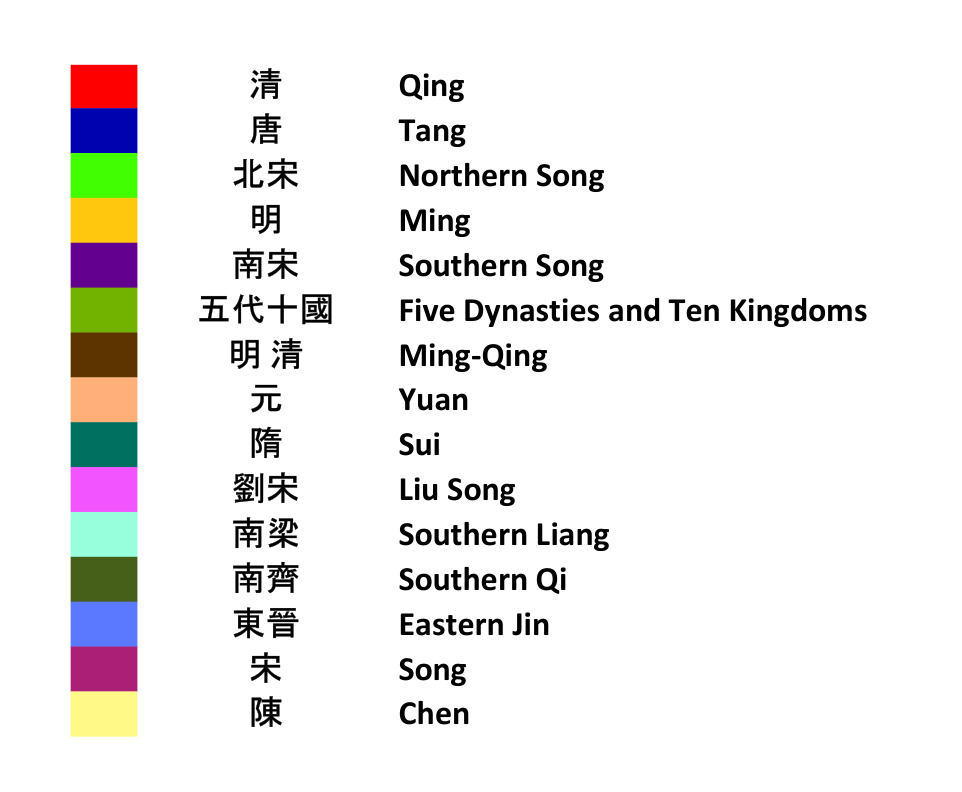 清 Qing
唐 Tang
北宋 Northern Song
明 Ming
南宋 Southern Song
五代十國 Five Dynasties and Ten Kingdoms
明 清 Ming-Qing
元 Yuan
隋 Sui
劉宋 Liu Song
南梁 Southern Liang
南齊 Southern Qi
東晉 Eastern Jin
宋 Song
陳 Chen